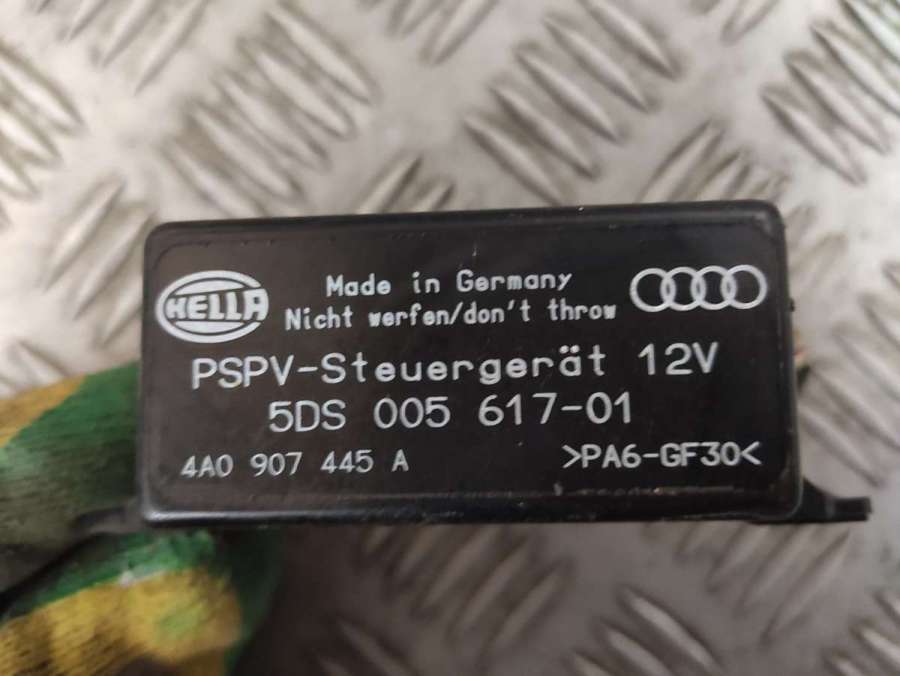 HELLA
Made in Germany
Nicht werfen/don't throw
PSPV-Steuergerät 12V
5DS 005 617-01
4A0 907 445 A >PA6-GF30<